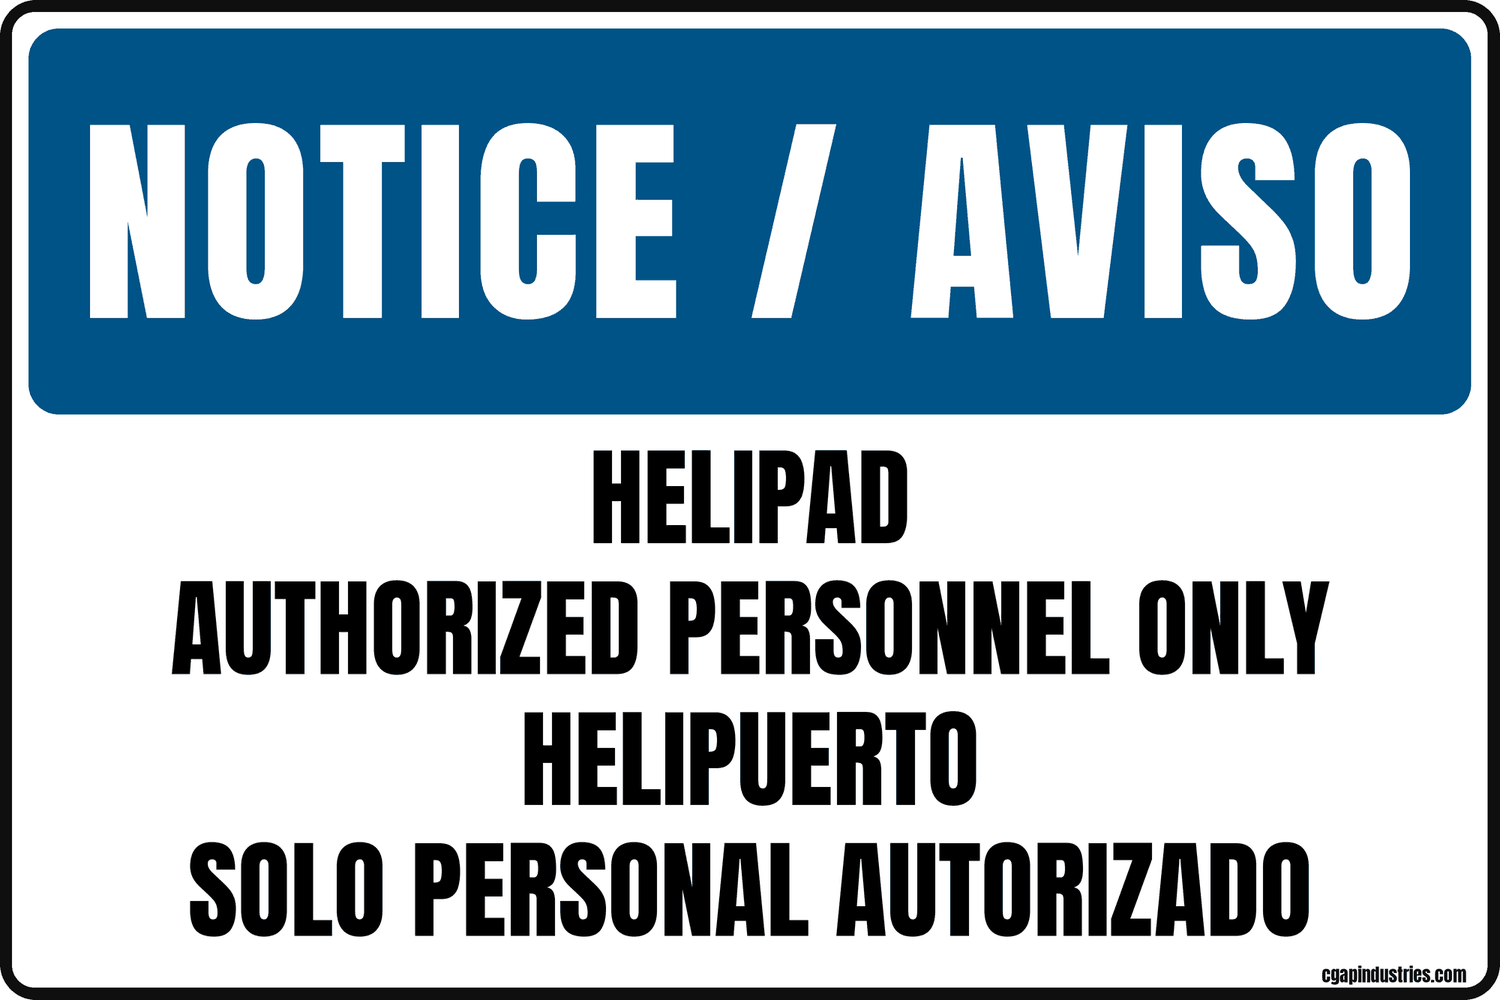 NOTICE / AVISO
HELIPAD
AUTHORIZED PERSONNEL ONLY
HELIPUERTO
SOLO PERSONAL AUTORIZADO
cgapindustries.com